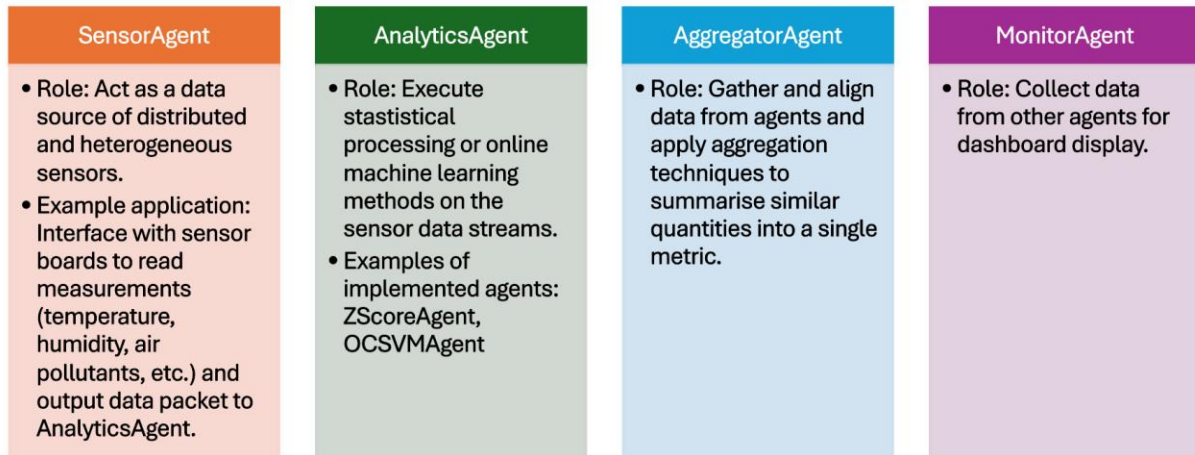 SensorAgent
• Role: Act as a data
source of distributed
and heterogeneous
sensors.
• Example application:
Interface with sensor
boards to read
measurements
(temperature,
humidity, air
pollutants, etc.) and
output data packet to
AnalyticsAgent.
AnalyticsAgent
• Role: Execute
stastistical
processing or online
machine learning
methods on the
sensor data streams.
• Examples of
implemented agents:
ZScoreAgent,
OCSVMAgent
AggregatorAgent
• Role: Gather and align
data from agents and
apply aggregation
techniques to
summarise similar
quantities into a single
metric.
MonitorAgent
• Role: Collect data
from other agents for
dashboard display.